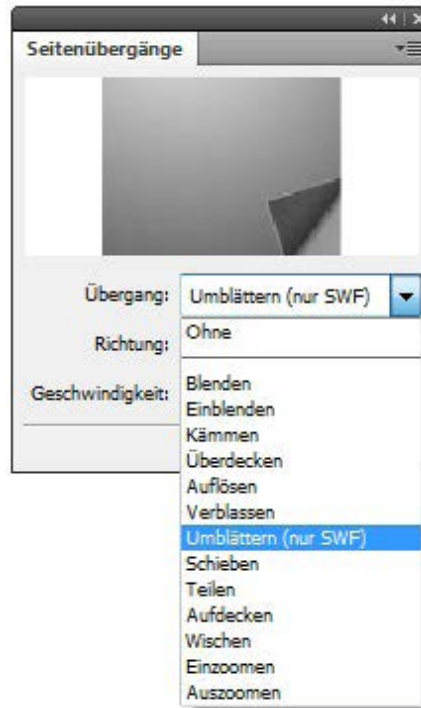 Seitenübergänge
Übergang: Umblättern (nur SWF)
Richtung:
Geschwindigkeit:
Ohne
Blenden
Einblenden
Kämmen
Überdecken
Auflösen
Verblassen
Umblättern (nur SWF)
Schieben
Teilen
Aufdecken
Wischen
Einzoomen
Auszoomen